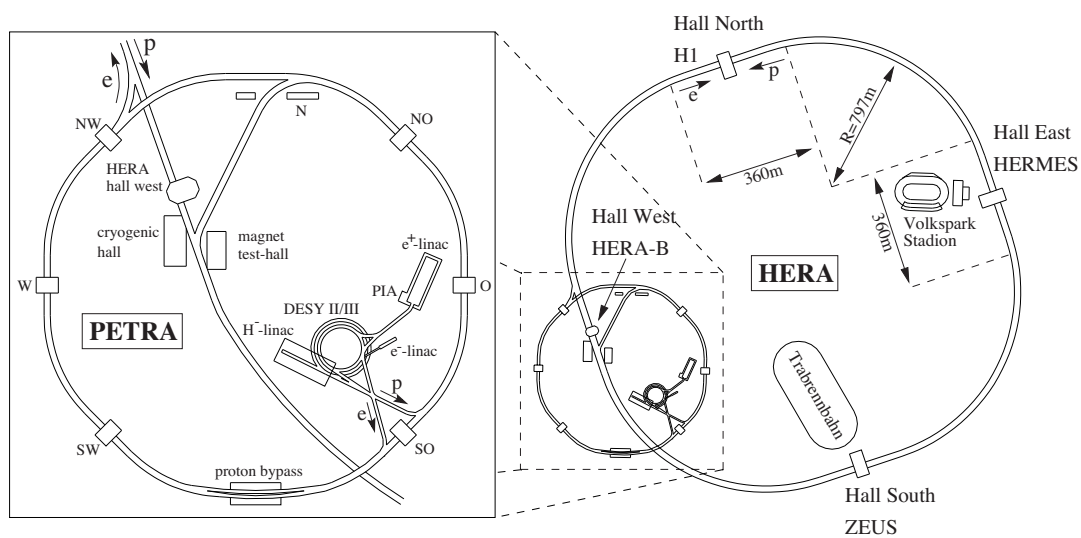 p
e
NW
N
NO
HERA
hall west
cryogenic
hall
magnet
test-hall
e⁺-linac
W
O
PIA
PETRA
DESY II/III
H⁻-linac
e⁻-linac
p
e
SW
SO
proton bypass
Hall North
H1
p
e
R=797m
360m
Hall East
HERMES
360m
Volkspark
Stadion
Hall West
HERA-B
HERA
Trabrennbahn
Hall South
ZEUS